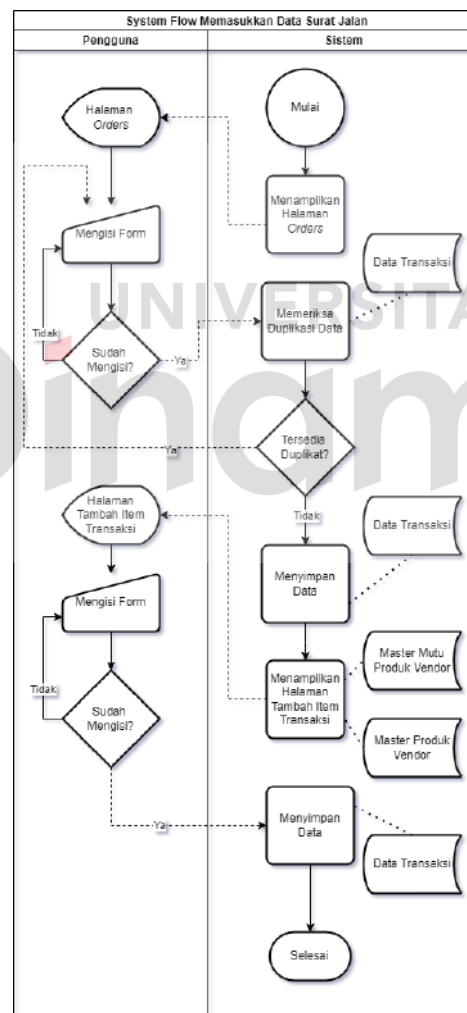 System Flow Memasukkan Data Surat Jalan
Pengguna
Sistem
Halaman
Orders
Mulai
Menampilkan
Halaman
Orders
Mengisi Form
Data Transaksi
UNIVERSITA
Memeriksa
Duplikasi Data
Tidak
Sudah
Mengisi?
Ya
Dinam
Tersedia
Duplikat?
Ya
Tidak
Halaman
Tambah Item
Transaksi
Data Transaksi
Menyimpan
Data
Mengisi Form
Master Mutu
Produk Vendor
Menampilkan
Halaman
Tambah Item
Transaksi
Tidak
Sudah
Mengisi?
Master Produk
Vendor
Menyimpan
Data
Ya
Data Transaksi
Selesai